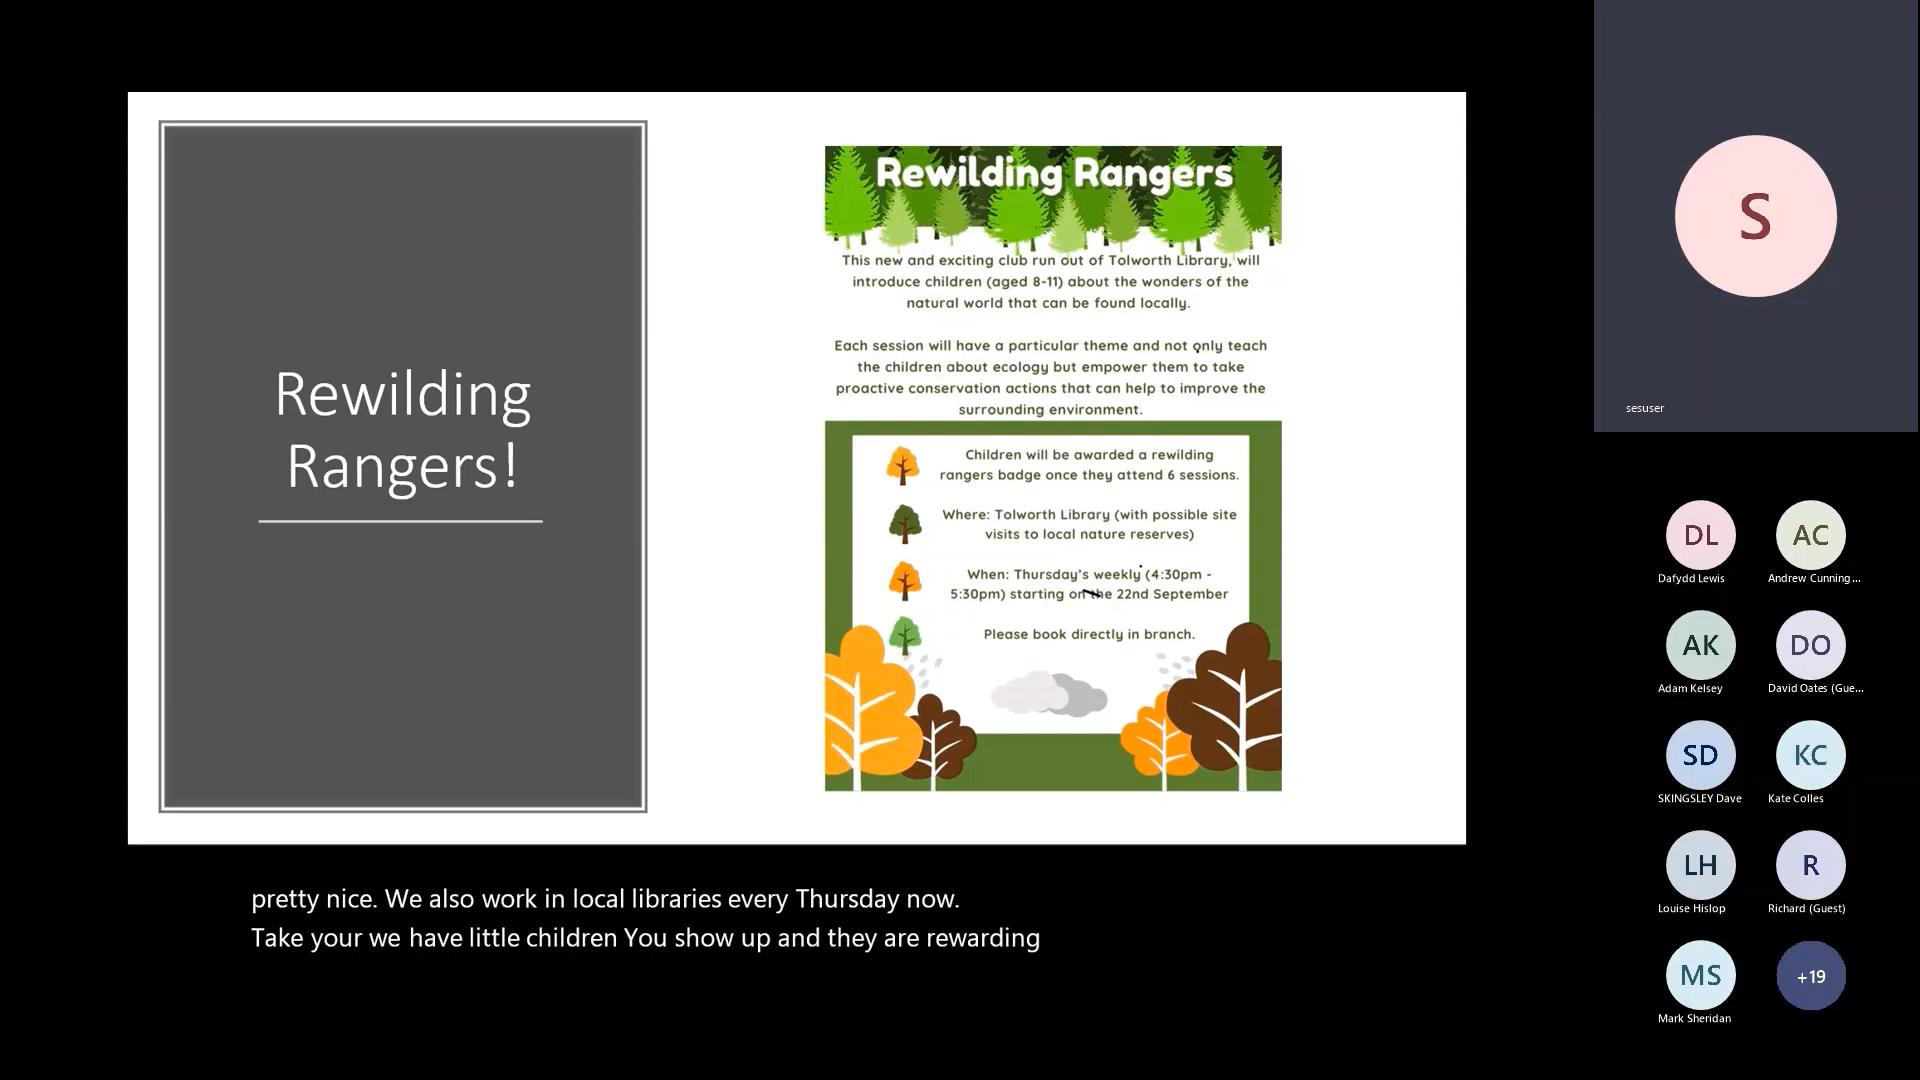 Rewilding
Rangers!
Rewilding Rangers
This new and exciting club run out of Tolworth Library, will
introduce children (aged 8-11) about the wonders of the
natural world that can be found locally.
Each session will have a particular theme and not only teach
the children about ecology but empower them to take
proactive conservation actions that can help to improve the
surrounding environment.
Children will be awarded a rewilding
rangers badge once they attend 6 sessions.
Where: Tolworth Library (with possible site
visits to local nature reserves)
When: Thursday's weekly (4:30pm -
5:30pm) starting on the 22nd September
Please book directly in branch.
pretty nice. We also work in local libraries every Thursday now.
Take your we have little children You show up and they are rewarding
S
sesuser
DL
AC
Dafydd Lewis
Andrew Cunning...
AK
DO
Adam Kelsey
David Oates (Gue...
SD
KC
SKINGSLEY Dave
Kate Colles
LH
R
Louise Hislop
Richard (Guest)
MS
+19
Mark Sheridan